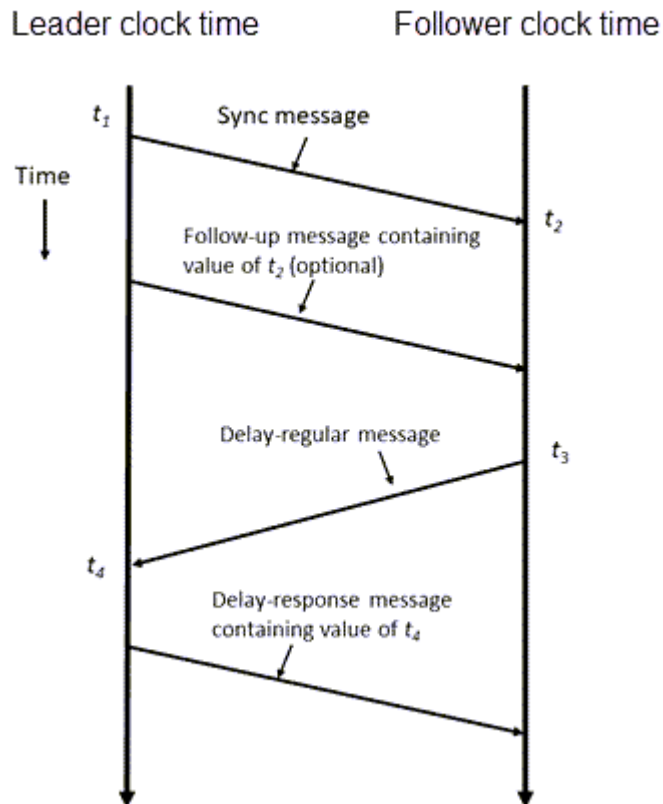 Leader clock time
Follower clock time
t1
Sync message
Time
t2
Follow-up message containing
value of t2 (optional)
Delay-regular message
t3
t4
Delay-response message
containing value of t4